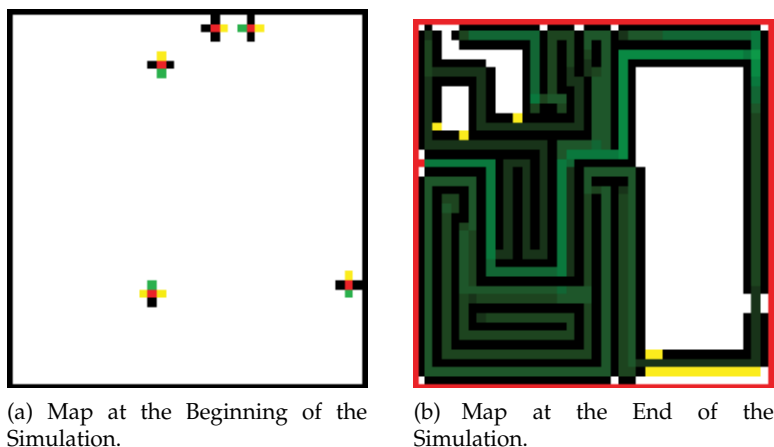 (a) Map at the Beginning of the
Simulation.
(b) Map at the End of the
Simulation.